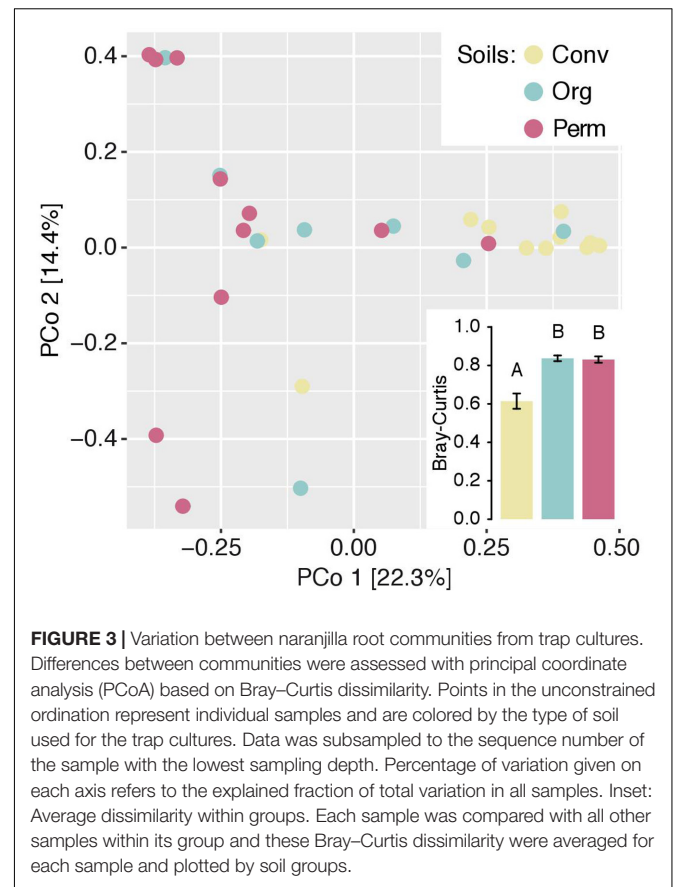 Soils: Conv
Org
Perm
0.4
0.2
0.0
−0.2
−0.4
PCo 2 [14.4%]
−0.25
0.00
0.25
0.50
PCo 1 [22.3%]
1.0
0.8
0.6
0.4
0.2
0.0
Bray-Curtis
A
B
B
FIGURE 3 | Variation between naranjilla root communities from trap cultures.
Differences between communities were assessed with principal coordinate
analysis (PCoA) based on Bray–Curtis dissimilarity. Points in the unconstrained
ordination represent individual samples and are colored by the type of soil
used for the trap cultures. Data was subsampled to the sequence number of
the sample with the lowest sampling depth. Percentage of variation given on
each axis refers to the explained fraction of total variation in all samples. Inset:
Average dissimilarity within groups. Each sample was compared with all other
samples within its group and these Bray–Curtis dissimilarity were averaged for
each sample and plotted by soil groups.